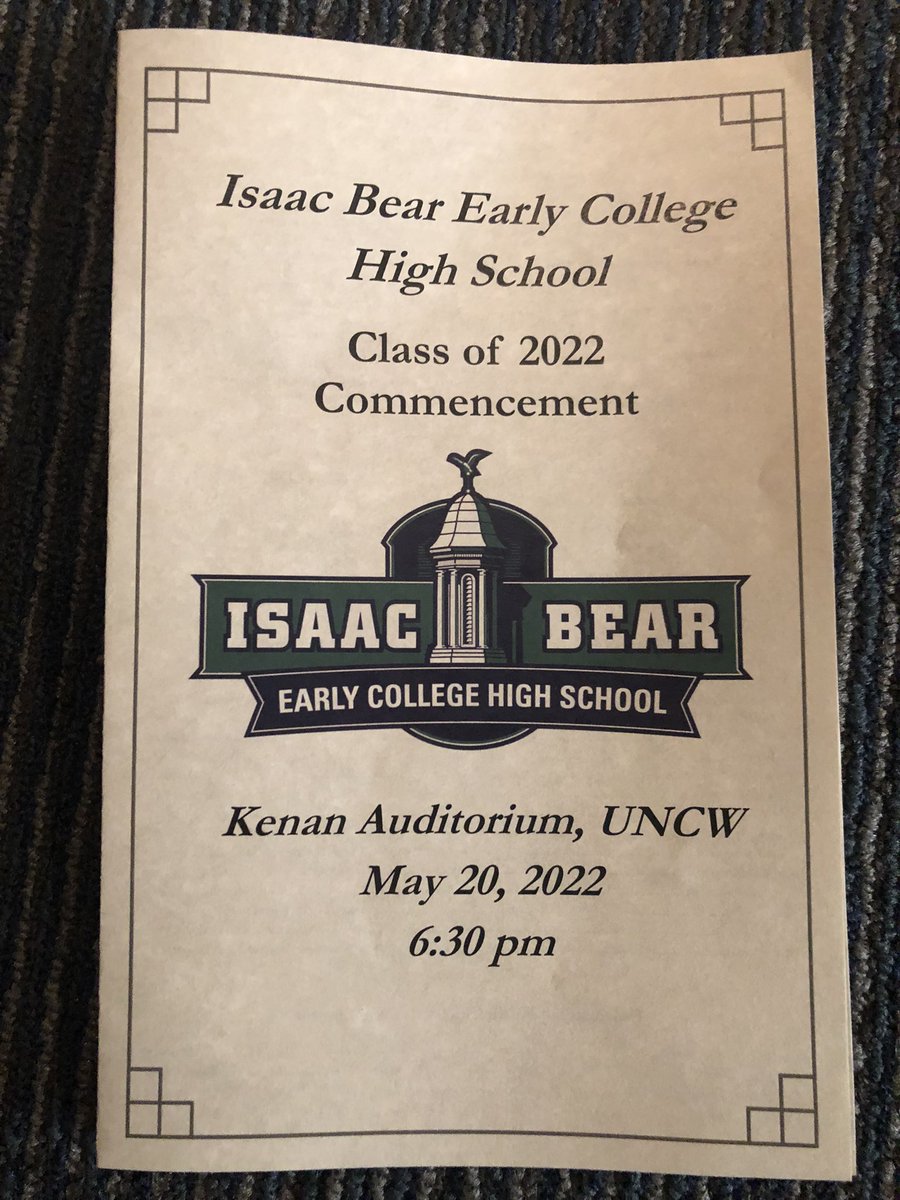 Isaac Bear Early College
High School
Class of 2022
Commencement
ISAAC BEAR
EARLY COLLEGE HIGH SCHOOL
Kenan Auditorium, UNCW
May 20, 2022
6:30 pm